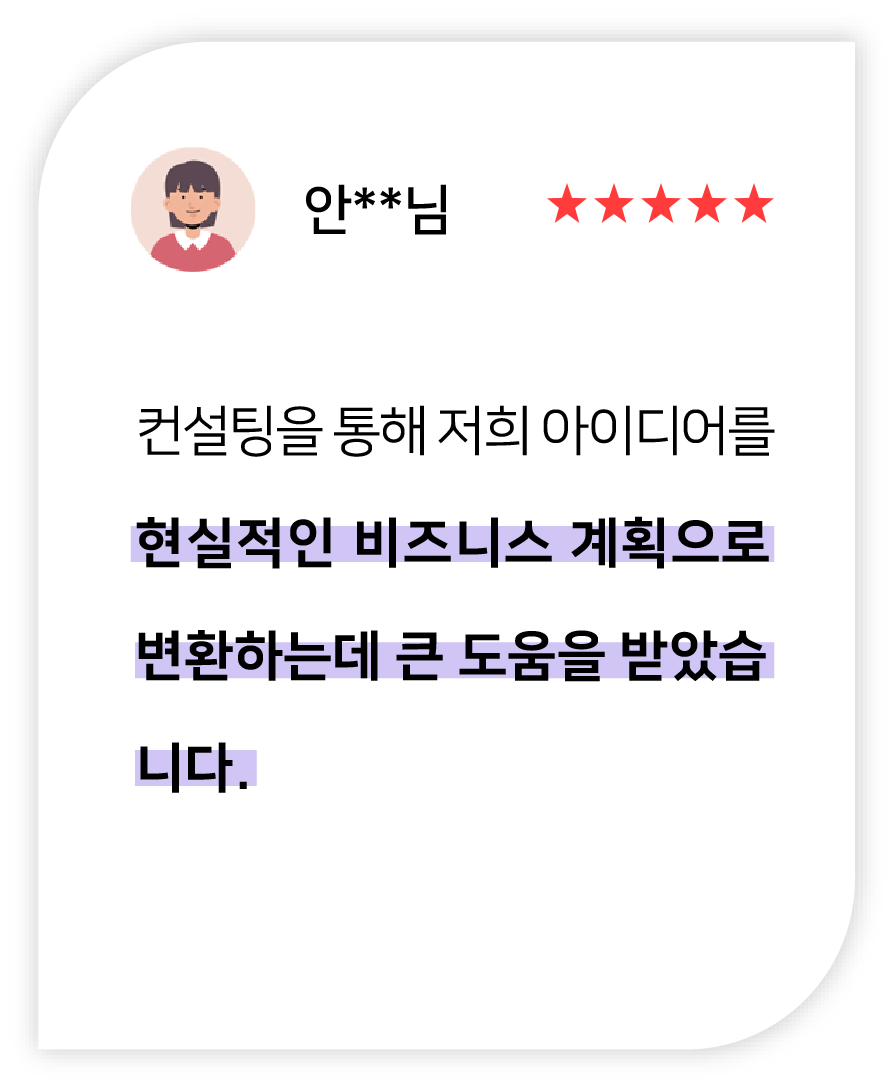 안**님 ★★★★★
컨설팅을 통해 저희 아이디어를
현실적인 비즈니스 계획으로
변환하는데 큰 도움을 받았습
니다.